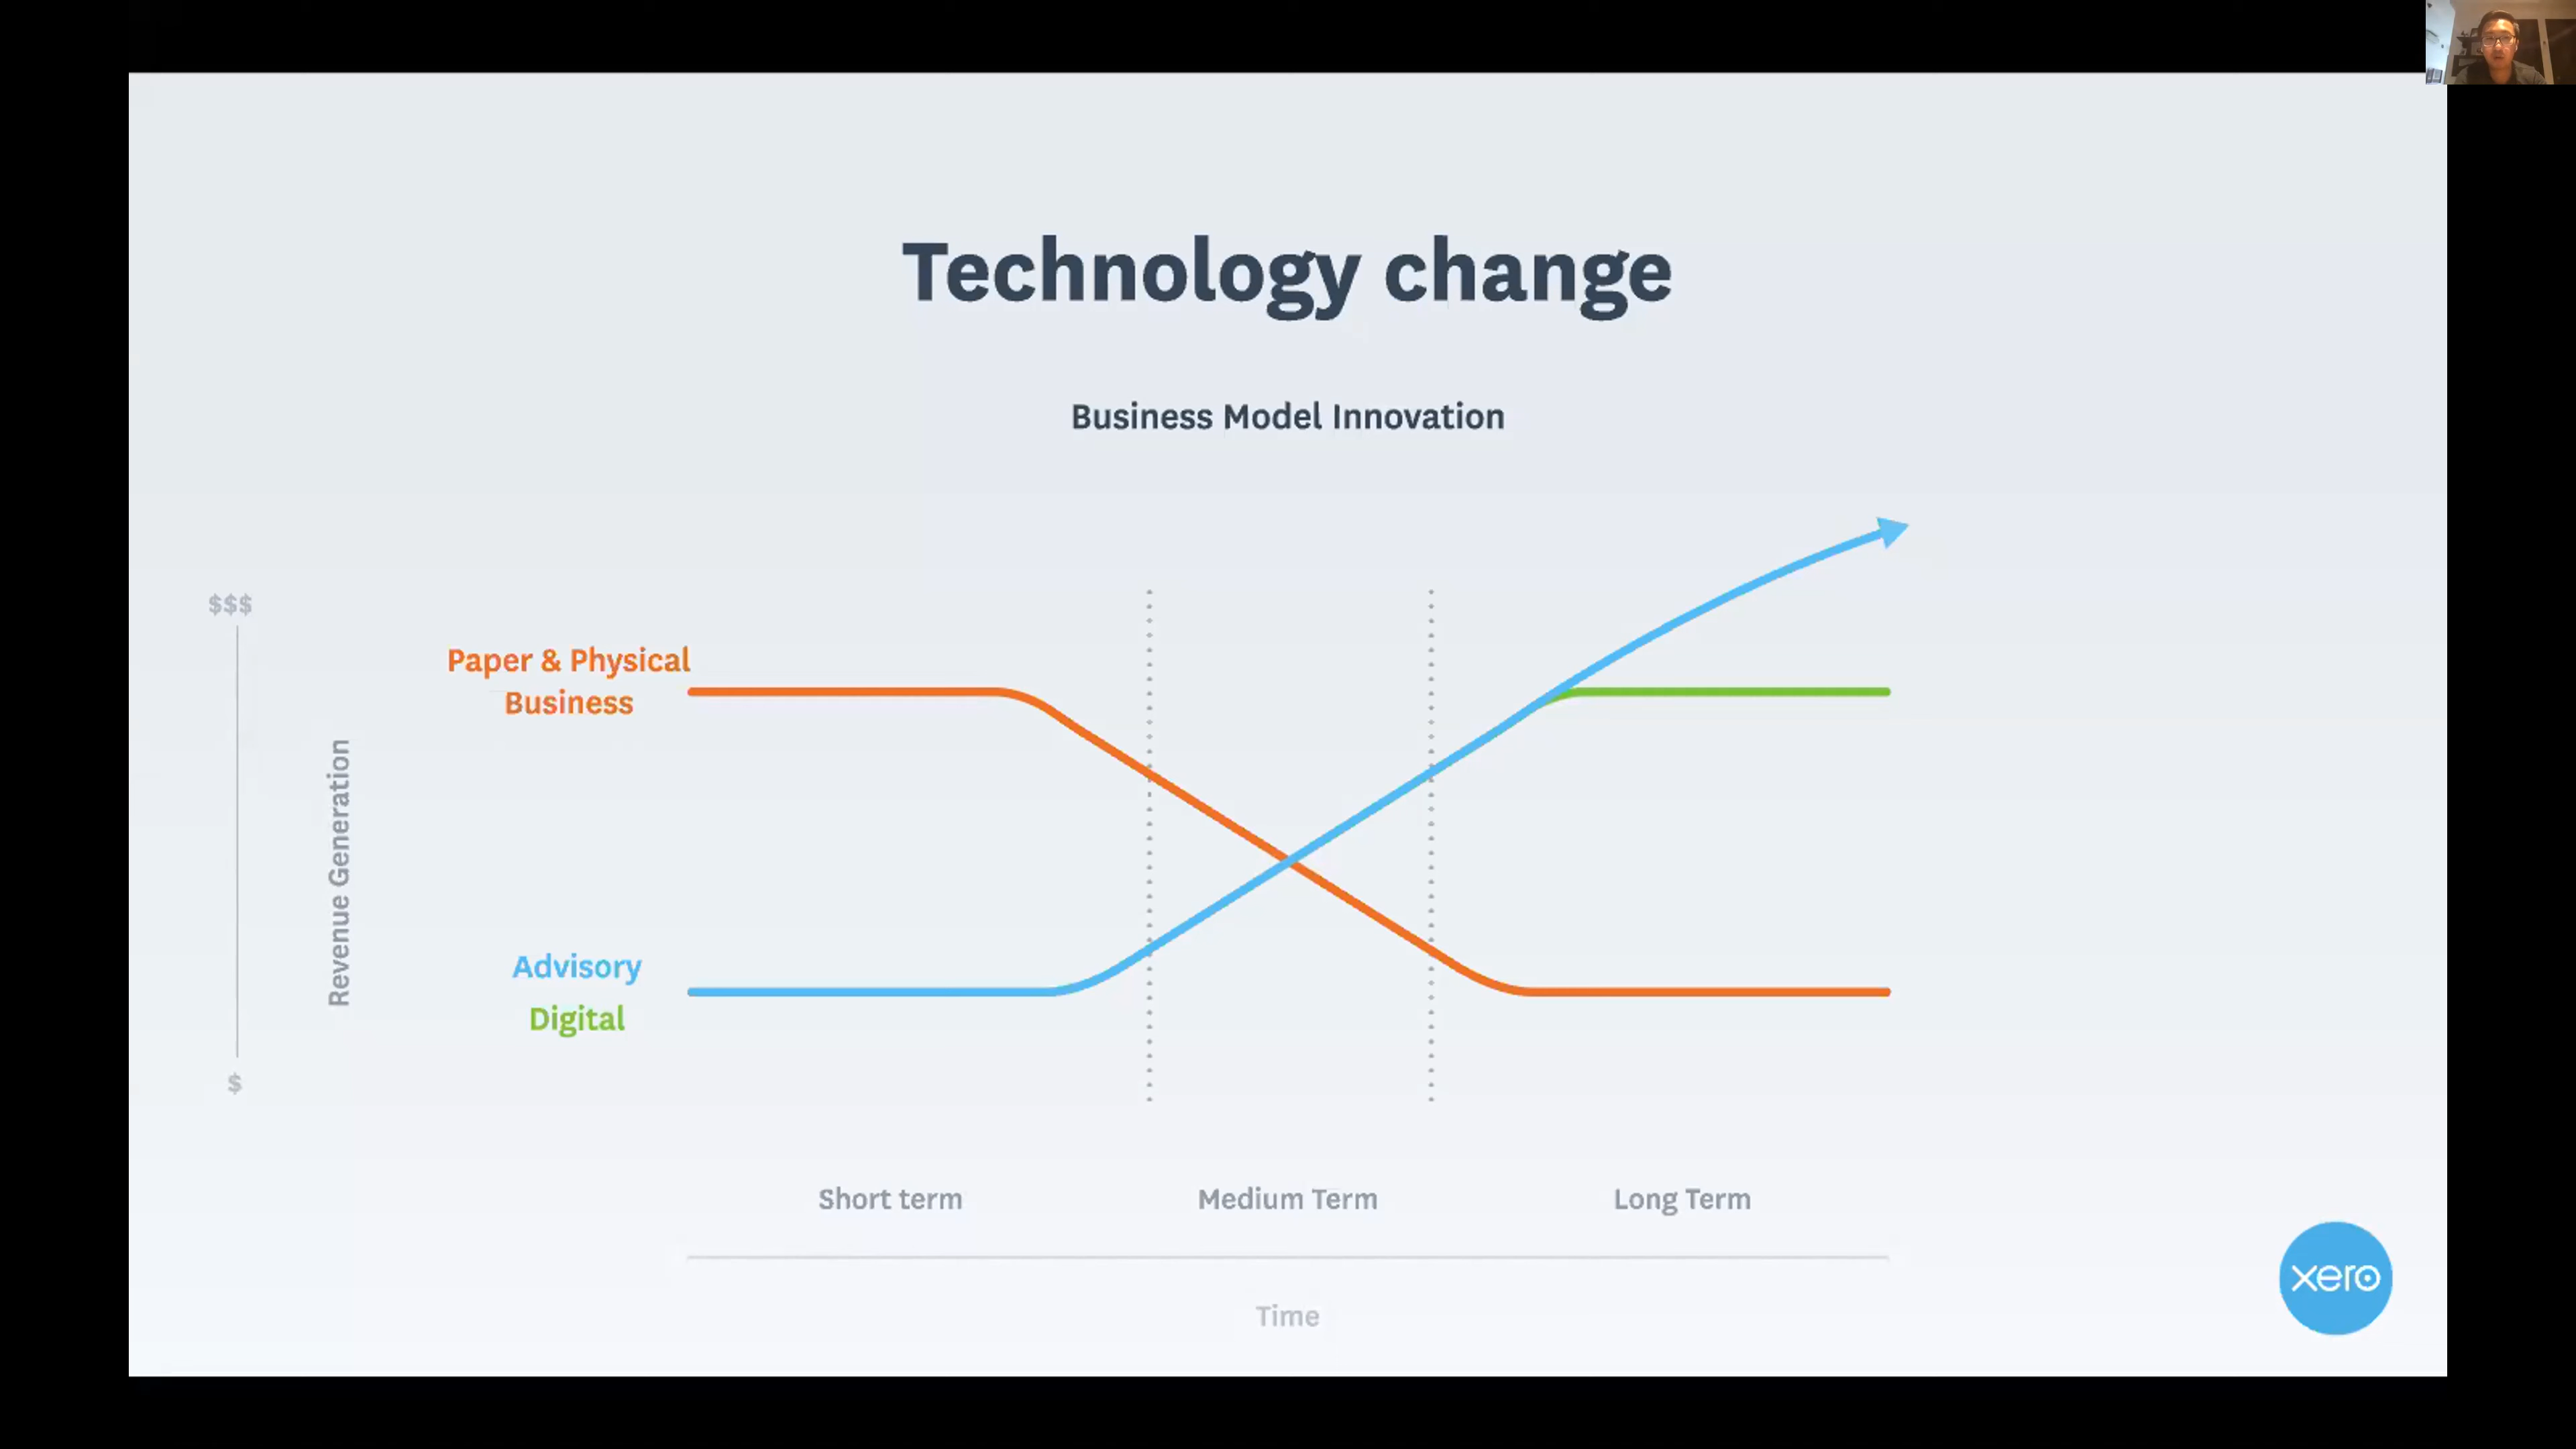 Technology change
Business Model Innovation
$$$
Paper & Physical
Business
Revenue Generation
Advisory
Digital
$
Short term
Medium Term
Long Term
Time
xero